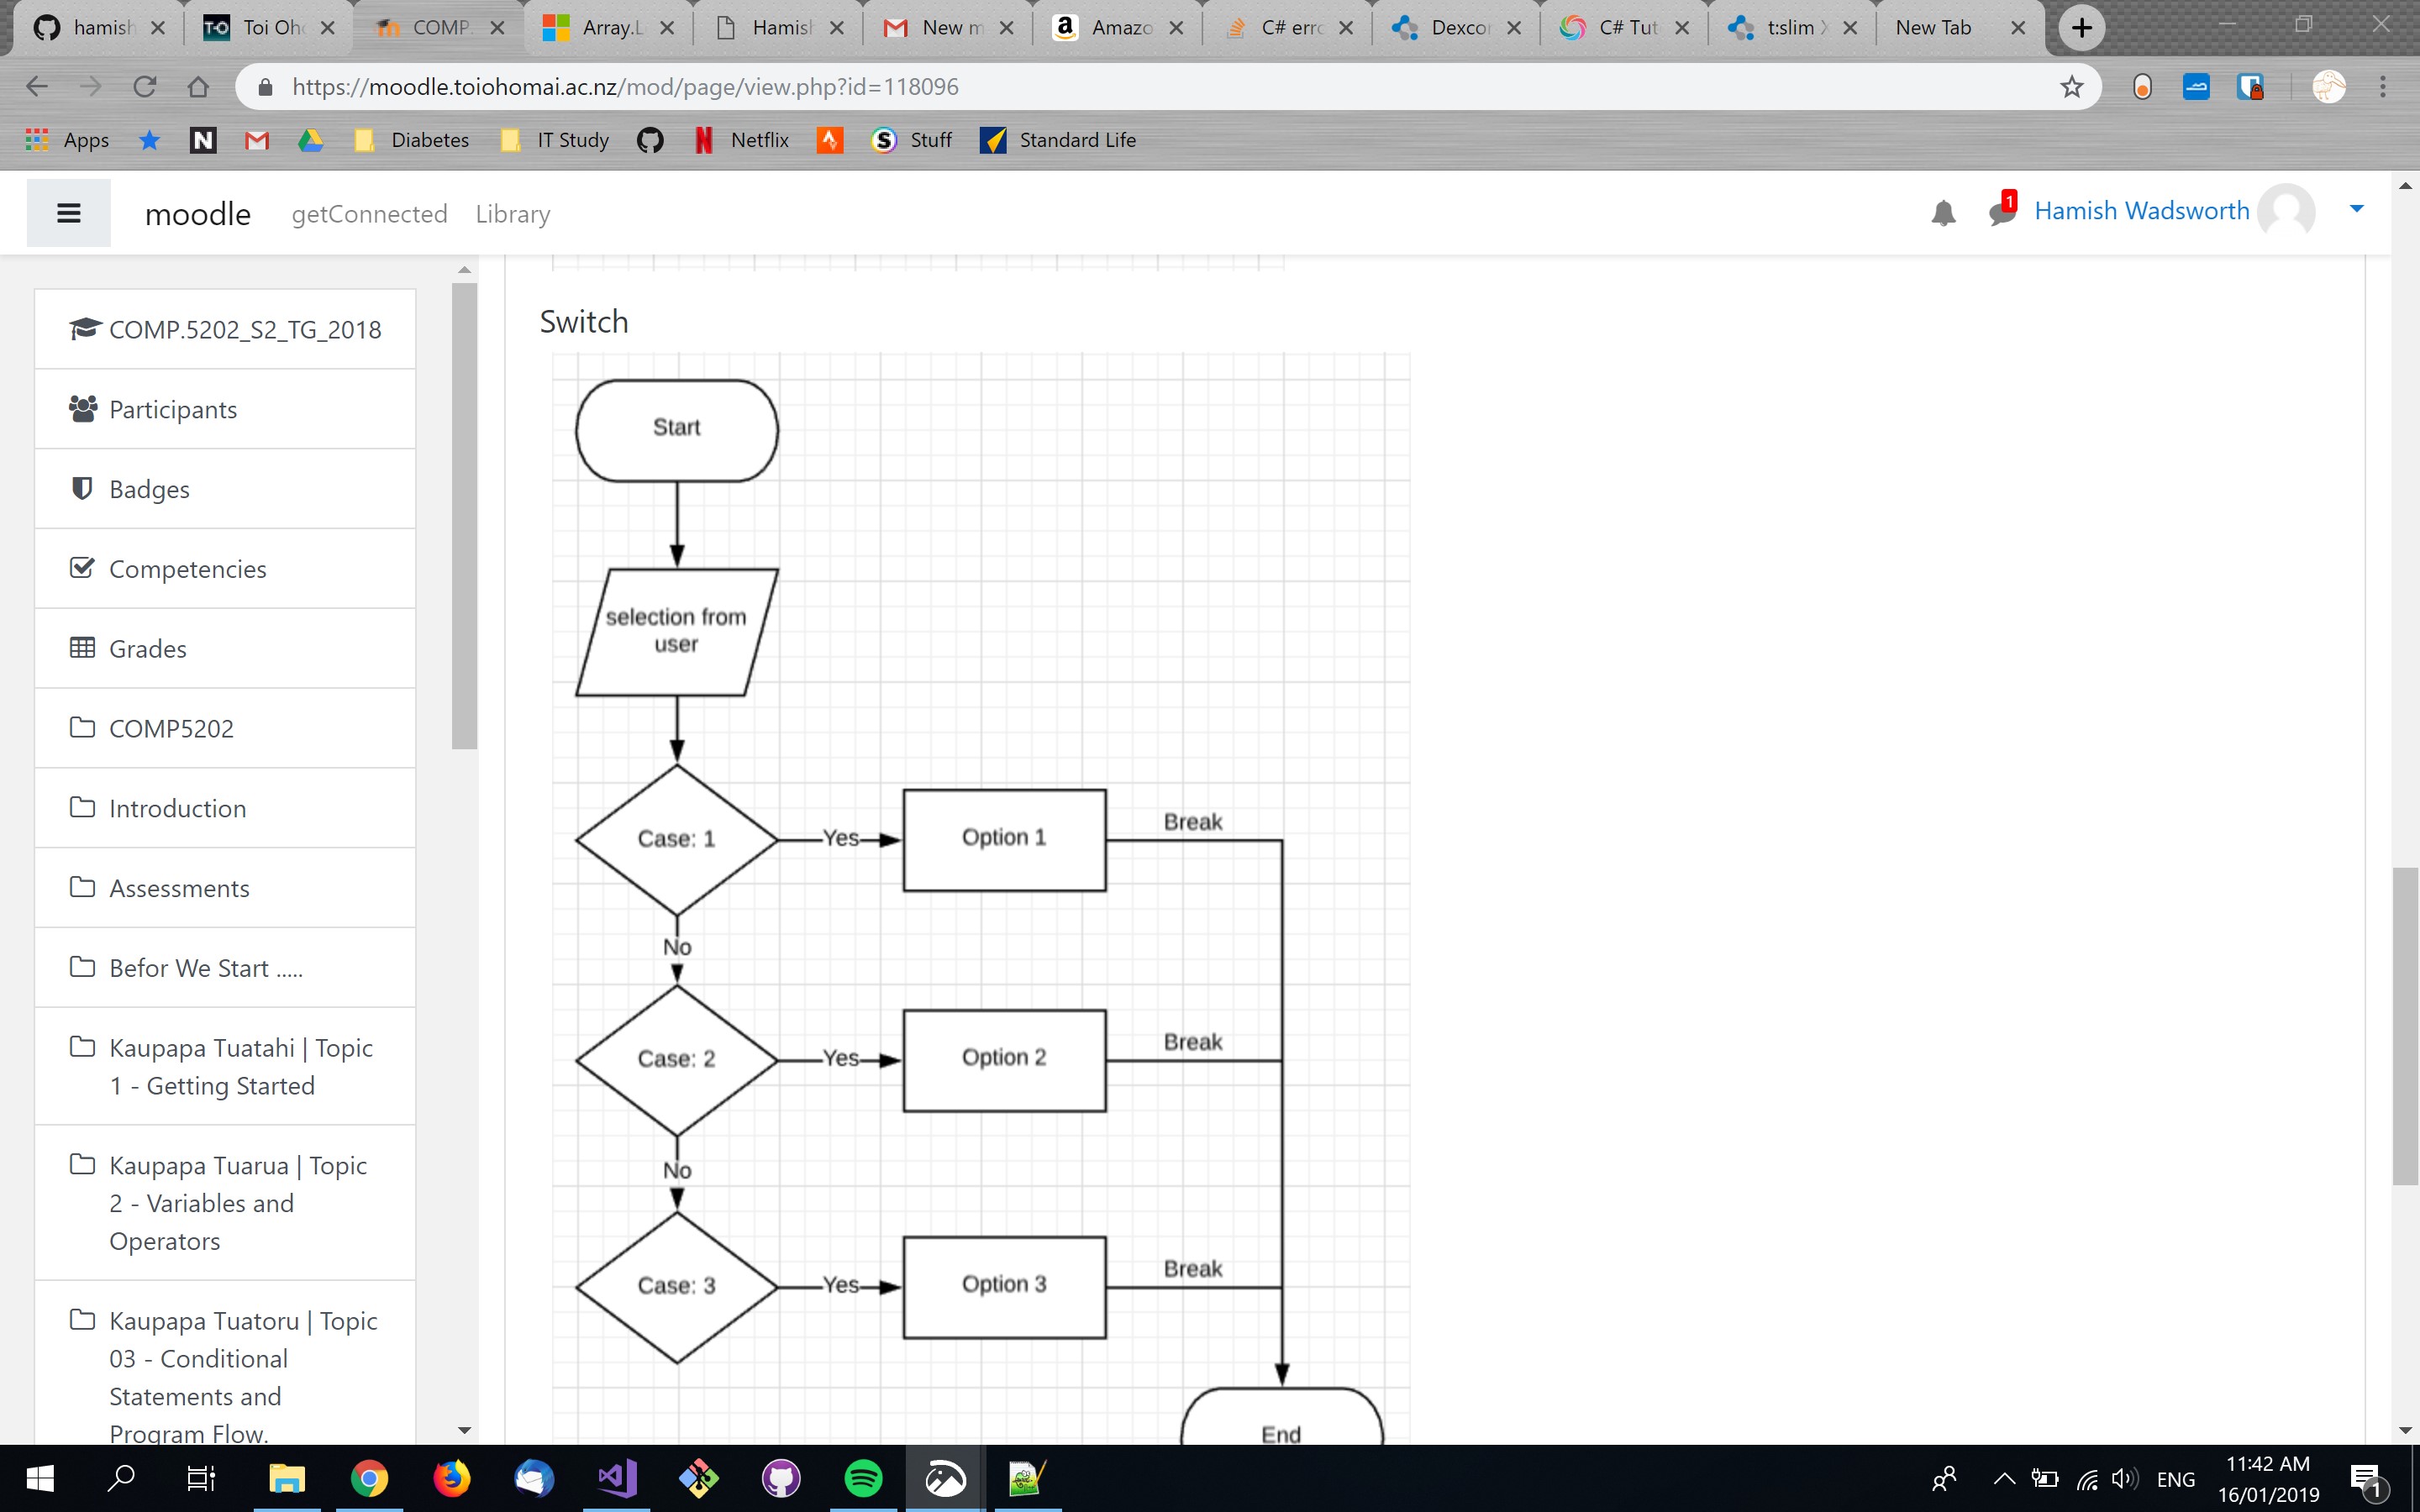 hamish
Toi Oh
COMP.
Array.L
Hamish
New m
Amazo
C# erro
Dexcor
C# Tut
t:slim X
New Tab
https://moodle.toiohomai.ac.nz/mod/page/view.php?id=118096
Apps
Diabetes
IT Study
Netflix
Stuff
Standard Life
moodle
getConnected
Library
1
Hamish Wadsworth
COMP.5202_S2_TG_2018
Participants
Badges
Competencies
Grades
COMP5202
Introduction
Assessments
Befor We Start .....
Kaupapa Tuatahi | Topic
1 - Getting Started
Kaupapa Tuarua | Topic
2 - Variables and
Operators
Kaupapa Tuatoru | Topic
03 - Conditional
Statements and
Program Flow.
Switch
Start
selection from
user
Case: 1
Yes
Option 1
Break
No
Case: 2
Yes
Option 2
Break
No
Case: 3
Yes
Option 3
Break
End
ENG
11:42 AM
16/01/2019
1